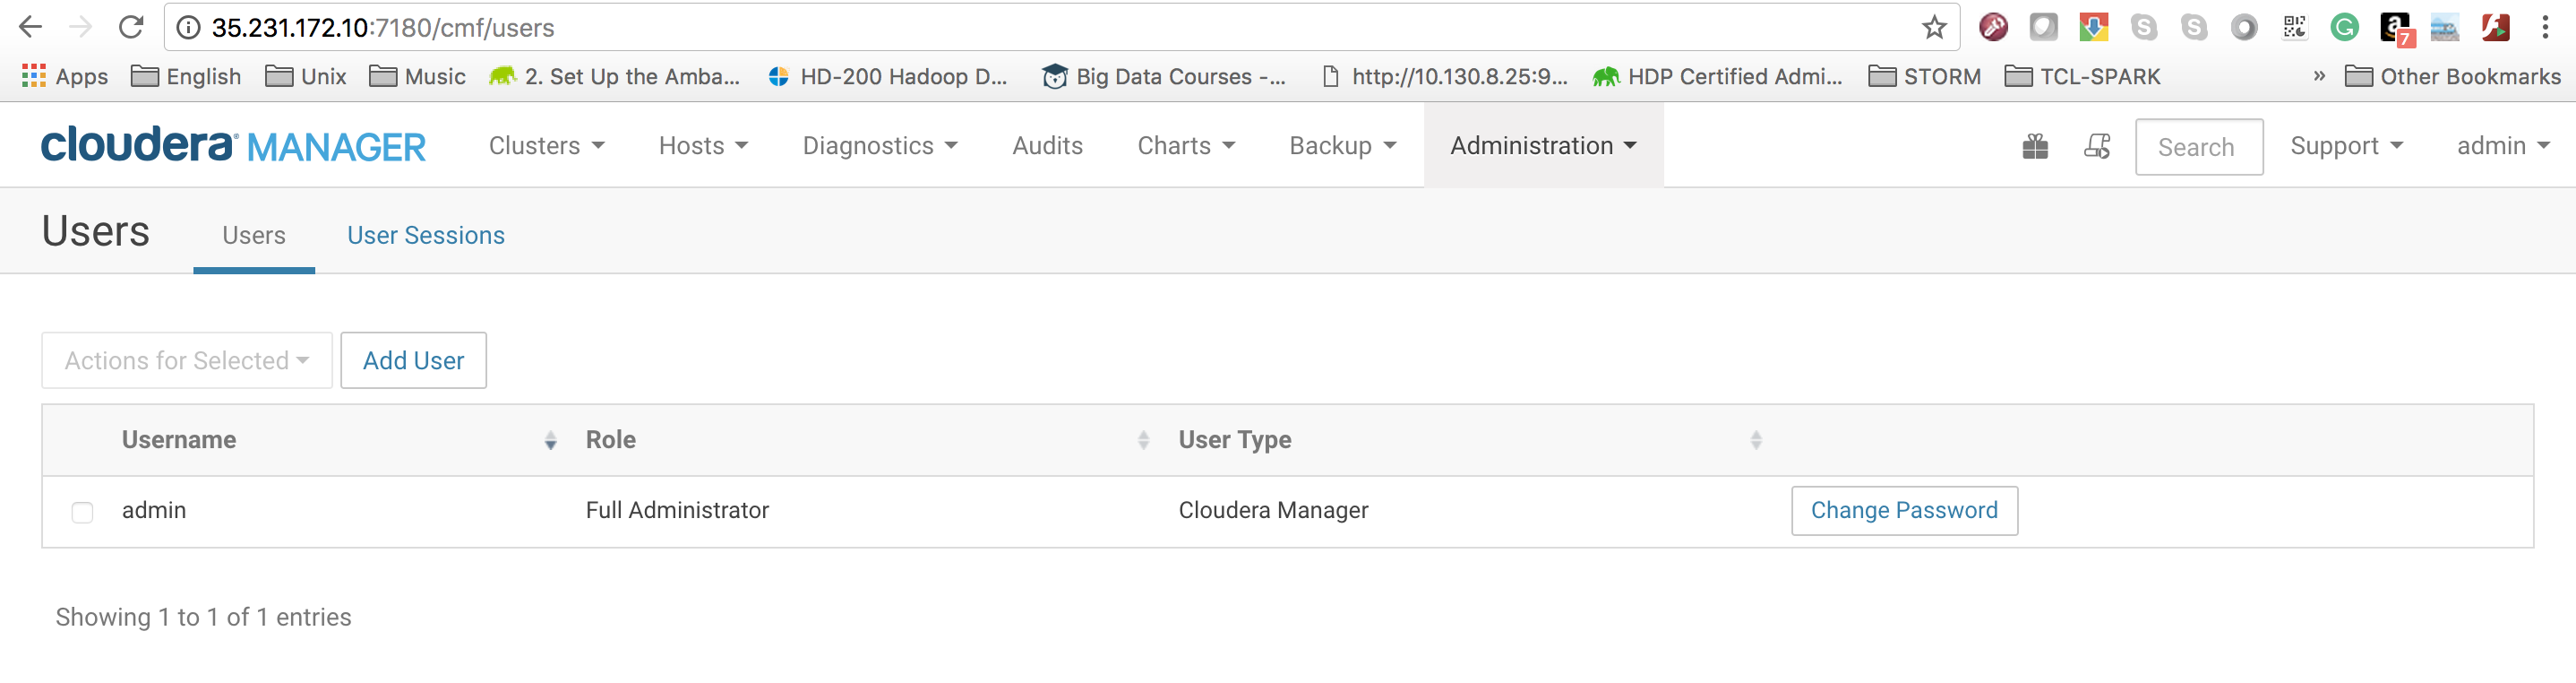 35.231.172.10:7180/cmf/users
7
Apps English Unix Music 2. Set Up the Amba... HD-200 Hadoop D... Big Data Courses -... http://10.130.8.25:9... HDP Certified Admi... STORM TCL-SPARK » Other Bookmarks
cloudera MANAGER Clusters Hosts Diagnostics Audits Charts Backup Administration Search Support admin
Users Users User Sessions
Actions for Selected Add User
Username Role User Type
admin Full Administrator Cloudera Manager Change Password
Showing 1 to 1 of 1 entries